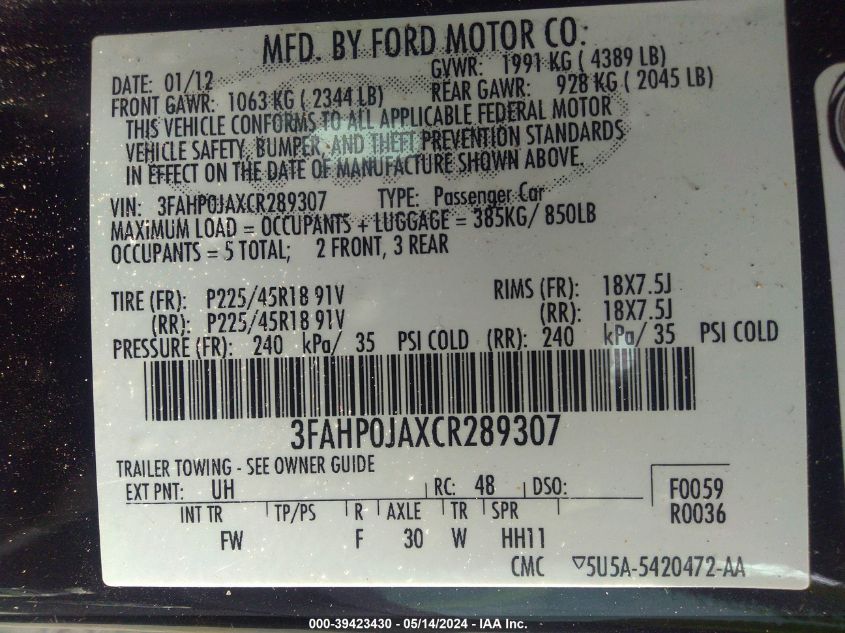 MFD. BY FORD MOTOR CO.
DATE: 01/12 GVWR: 1991 KG ( 4389 LB)
FRONT GAWR: 1063 KG ( 2344 LB) REAR GAWR: 928 KG ( 2045 LB)
THIS VEHICLE CONFORMS TO ALL APPLICABLE FEDERAL MOTOR
VEHICLE SAFETY, BUMPER, AND THEFT PREVENTION STANDARDS
IN EFFECT ON THE DATE OF MANUFACTURE SHOWN ABOVE.
VIN: 3FAHP0JAXCR289307 TYPE: Passenger Car
MAXIMUM LOAD = OCCUPANTS + LUGGAGE = 385KG/ 850LB
OCCUPANTS = 5 TOTAL; 2 FRONT, 3 REAR
TIRE (FR): P225/45R18 91V RIMS (FR): 18X7.5J
(RR): P225/45R18 91V (RR): 18X7.5J
PRESSURE (FR): 240 kPa/ 35 PSI COLD (RR): 240 kPa/ 35 PSI COLD
3FAHP0JAXCR289307
TRAILER TOWING - SEE OWNER GUIDE
EXT PNT: UH RC: 48 DSO: F0059
INT TR TP/PS R AXLE TR SPR R0036
FW F 30 W HH11
CMC ▽5U5A-5420472-AA
000-39423430 - 05/14/2024 - IAA Inc.